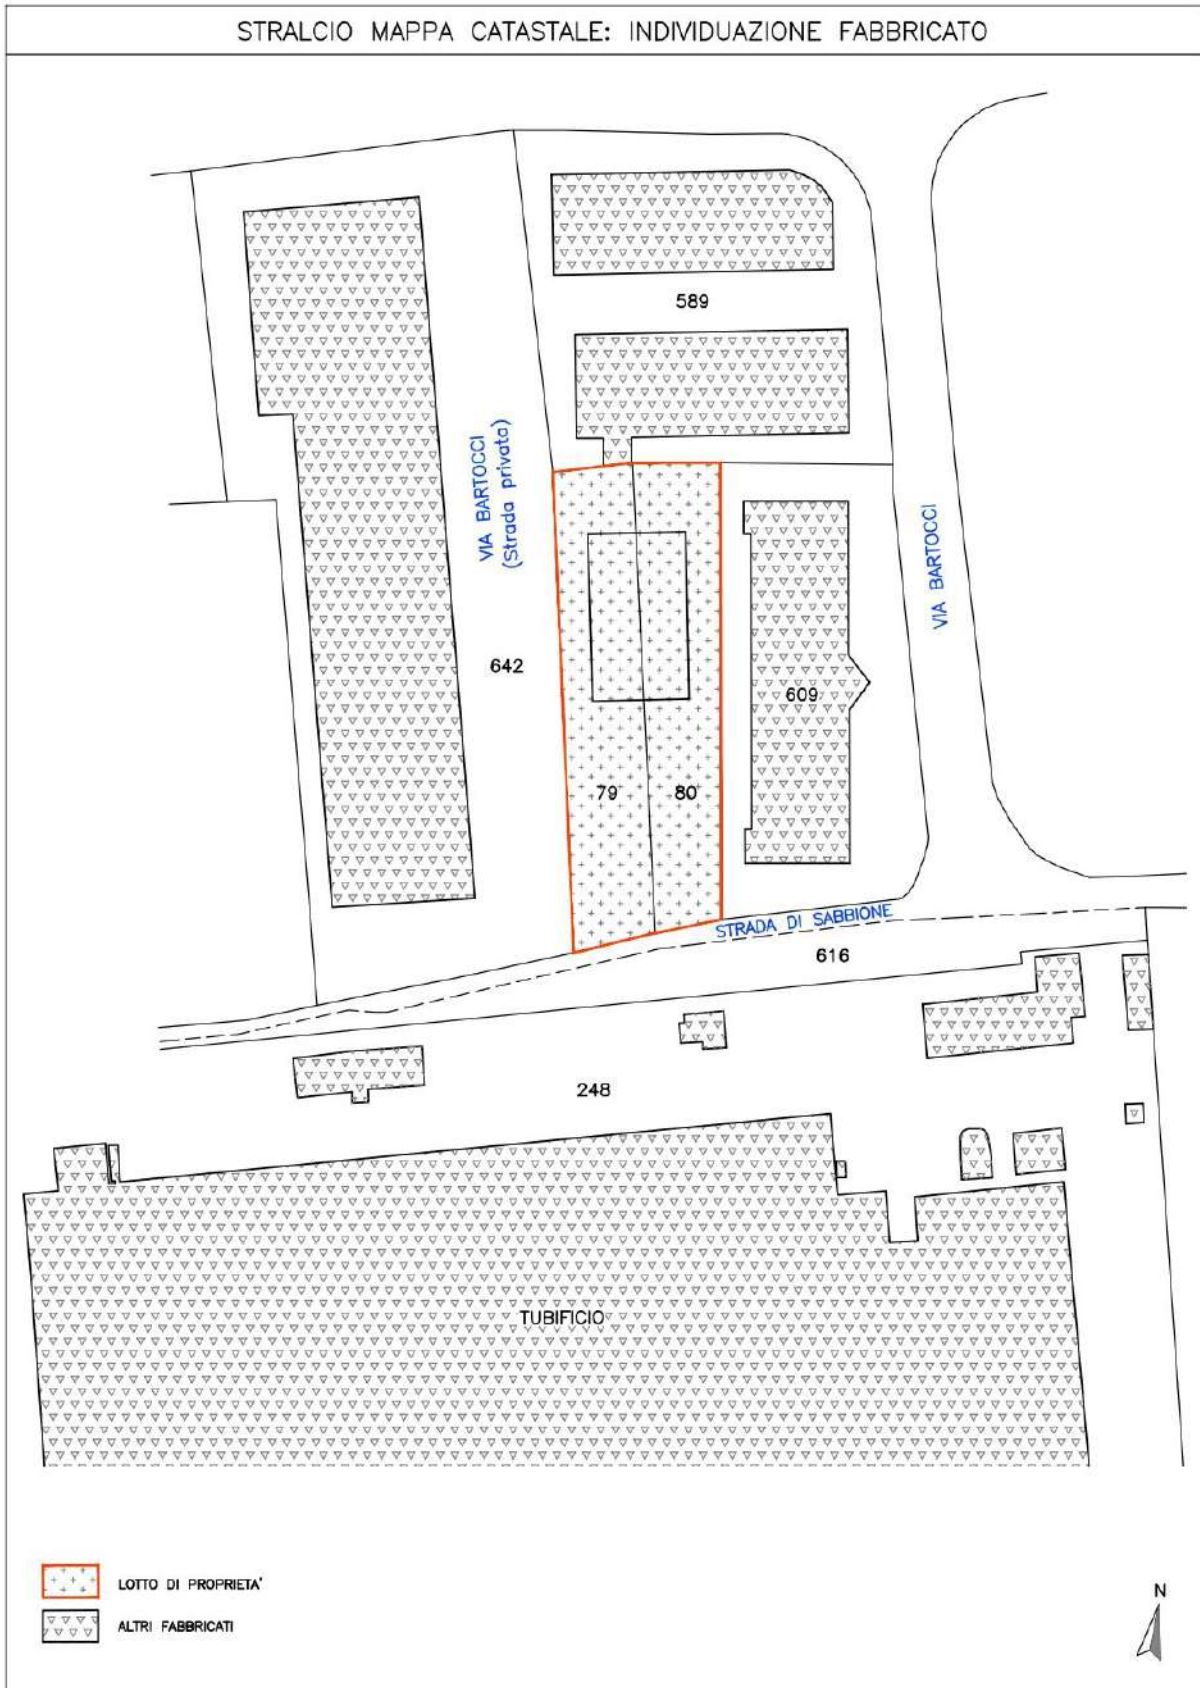 STRALCIO MAPPA CATASTALE: INDIVIDUAZIONE FABBRICATO
589
VIA BARTOCCI
(Strada privata)
VIA BARTOCCI
642
609
79
80
STRADA DI SABBIONE
616
248
TUBIFICIO
LOTTO DI PROPRIETA'
ALTRI FABBRICATI
N